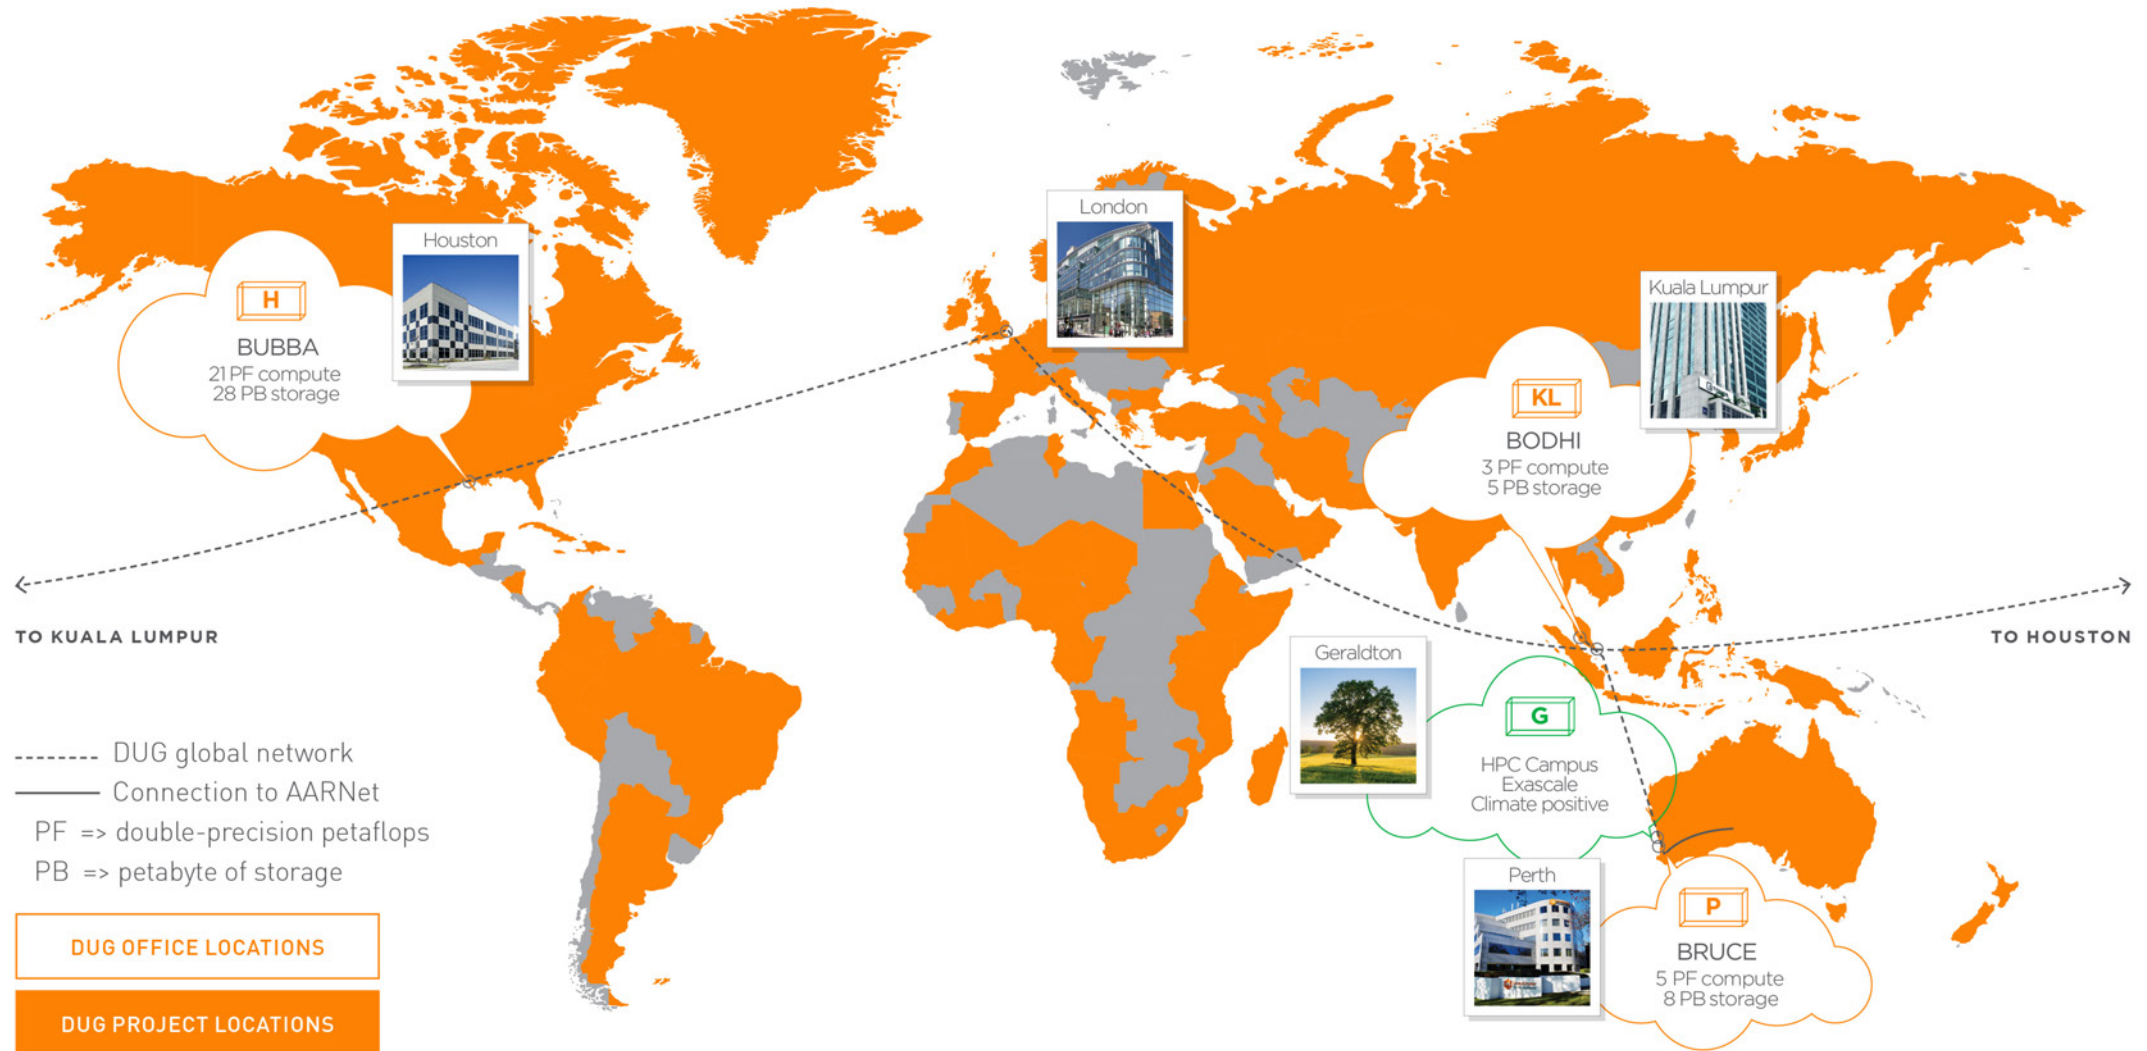 Houston
H
BUBBA
21 PF compute
28 PB storage
London
Kuala Lumpur
KL
BODHI
3 PF compute
5 PB storage
TO KUALA LUMPUR
TO HOUSTON
Geraldton
G
HPC Campus
Exascale
Climate positive
Perth
P
BRUCE
5 PF compute
8 PB storage
DUG global network
Connection to AARNet
PF => double-precision petaflops
PB => petabyte of storage
DUG OFFICE LOCATIONS
DUG PROJECT LOCATIONS